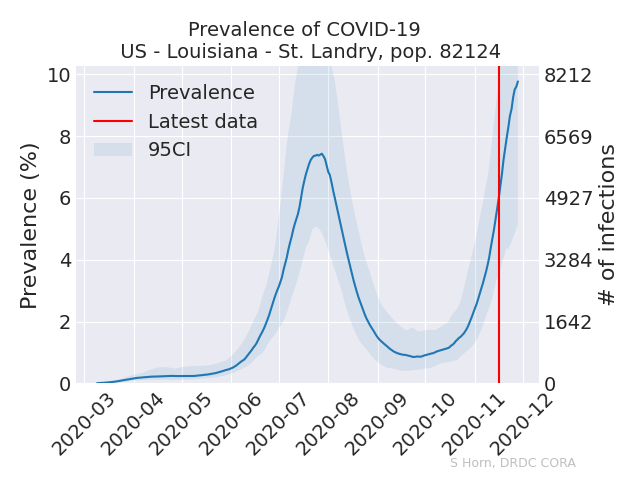 Prevalence of COVID-19
US - Louisiana - St. Landry, pop. 82124
Prevalence
Latest data
95CI
Prevalence (%)
10
8
6
4
2
0
8212
6569
4927
3284
1642
0
# of infections
2020-03
2020-04
2020-05
2020-06
2020-07
2020-08
2020-09
2020-10
2020-11
2020-12
S Horn, DRDC CORA